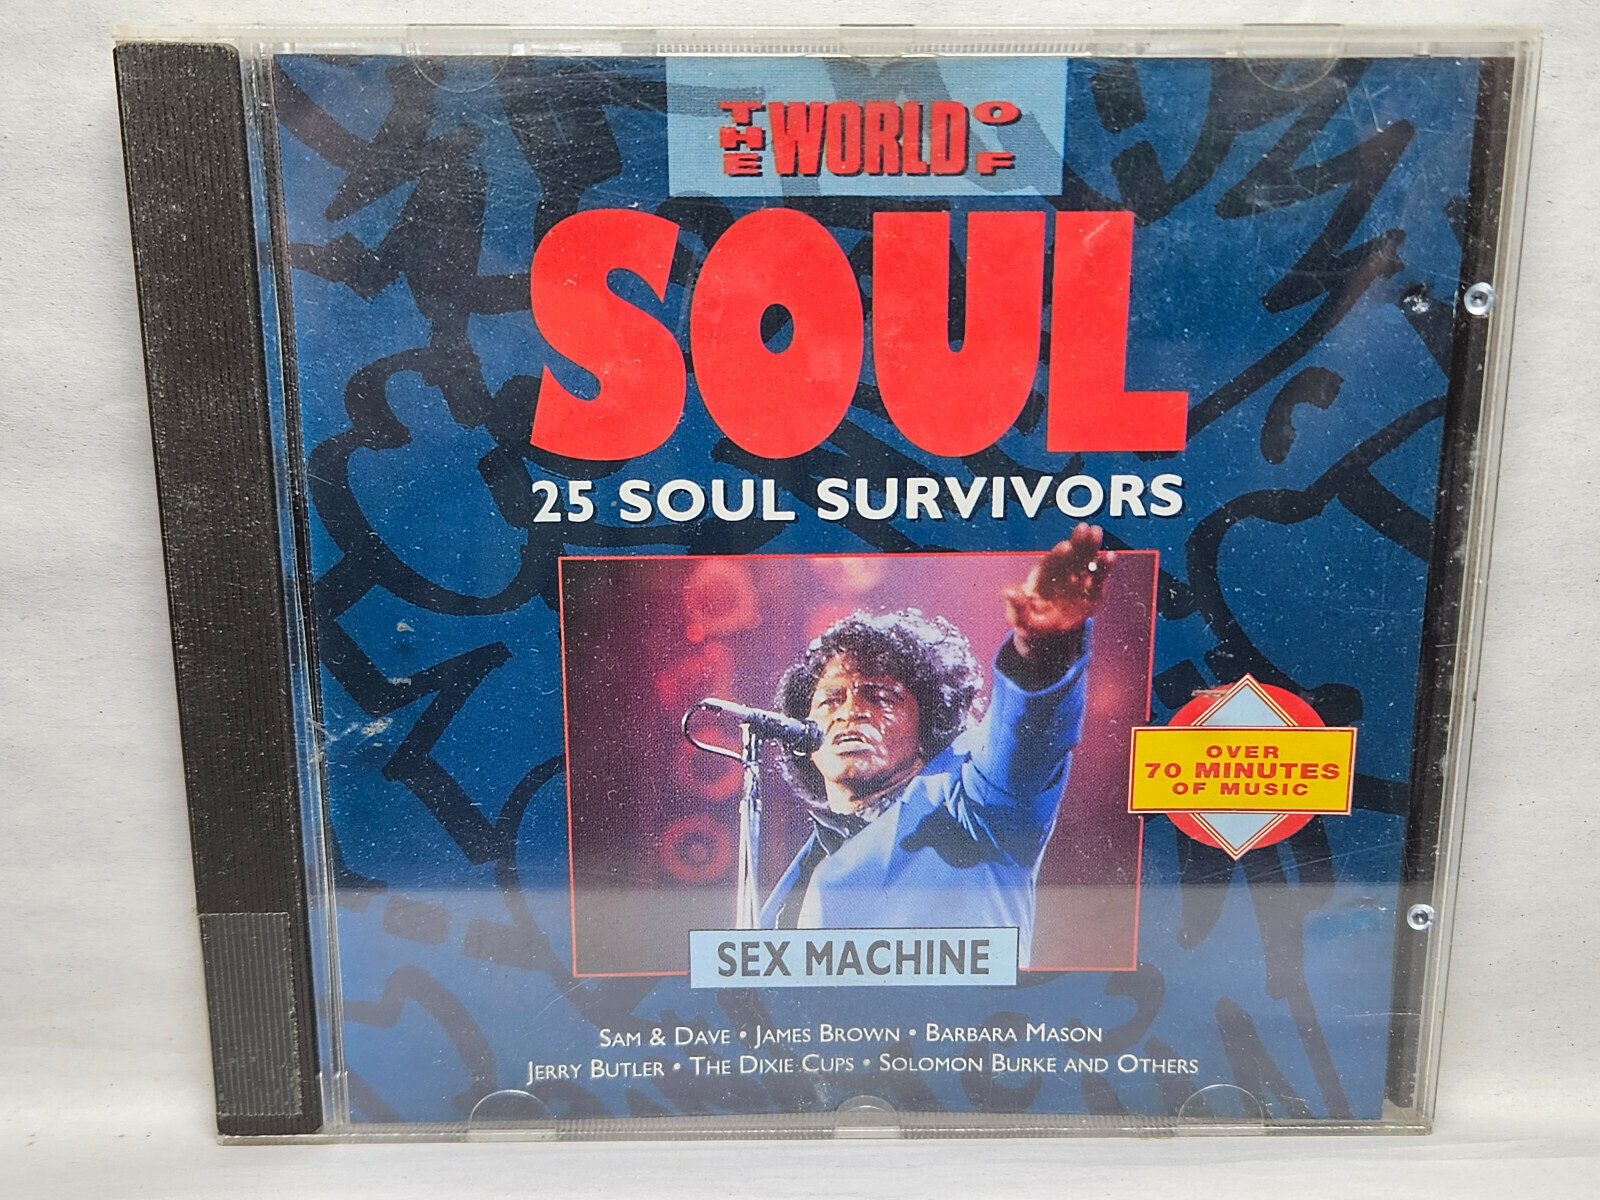 THE WORLD OF
SOUL
25 SOUL SURVIVORS
OVER
70 MINUTES
OF MUSIC
SEX MACHINE
SAM & DAVE • JAMES BROWN • BARBARA MASON
JERRY BUTLER • THE DIXIE CUPS • SOLOMON BURKE AND OTHERS